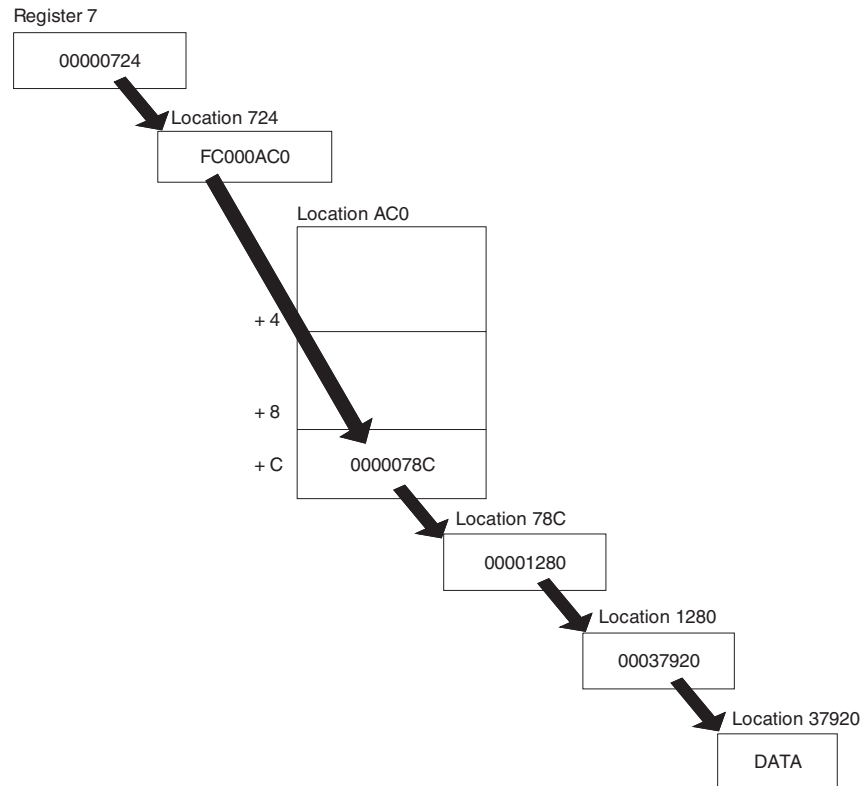 Register 7
00000724
Location 724
FC000AC0
Location AC0
+ 4
+ 8
+ C
0000078C
Location 78C
00001280
Location 1280
00037920
Location 37920
DATA